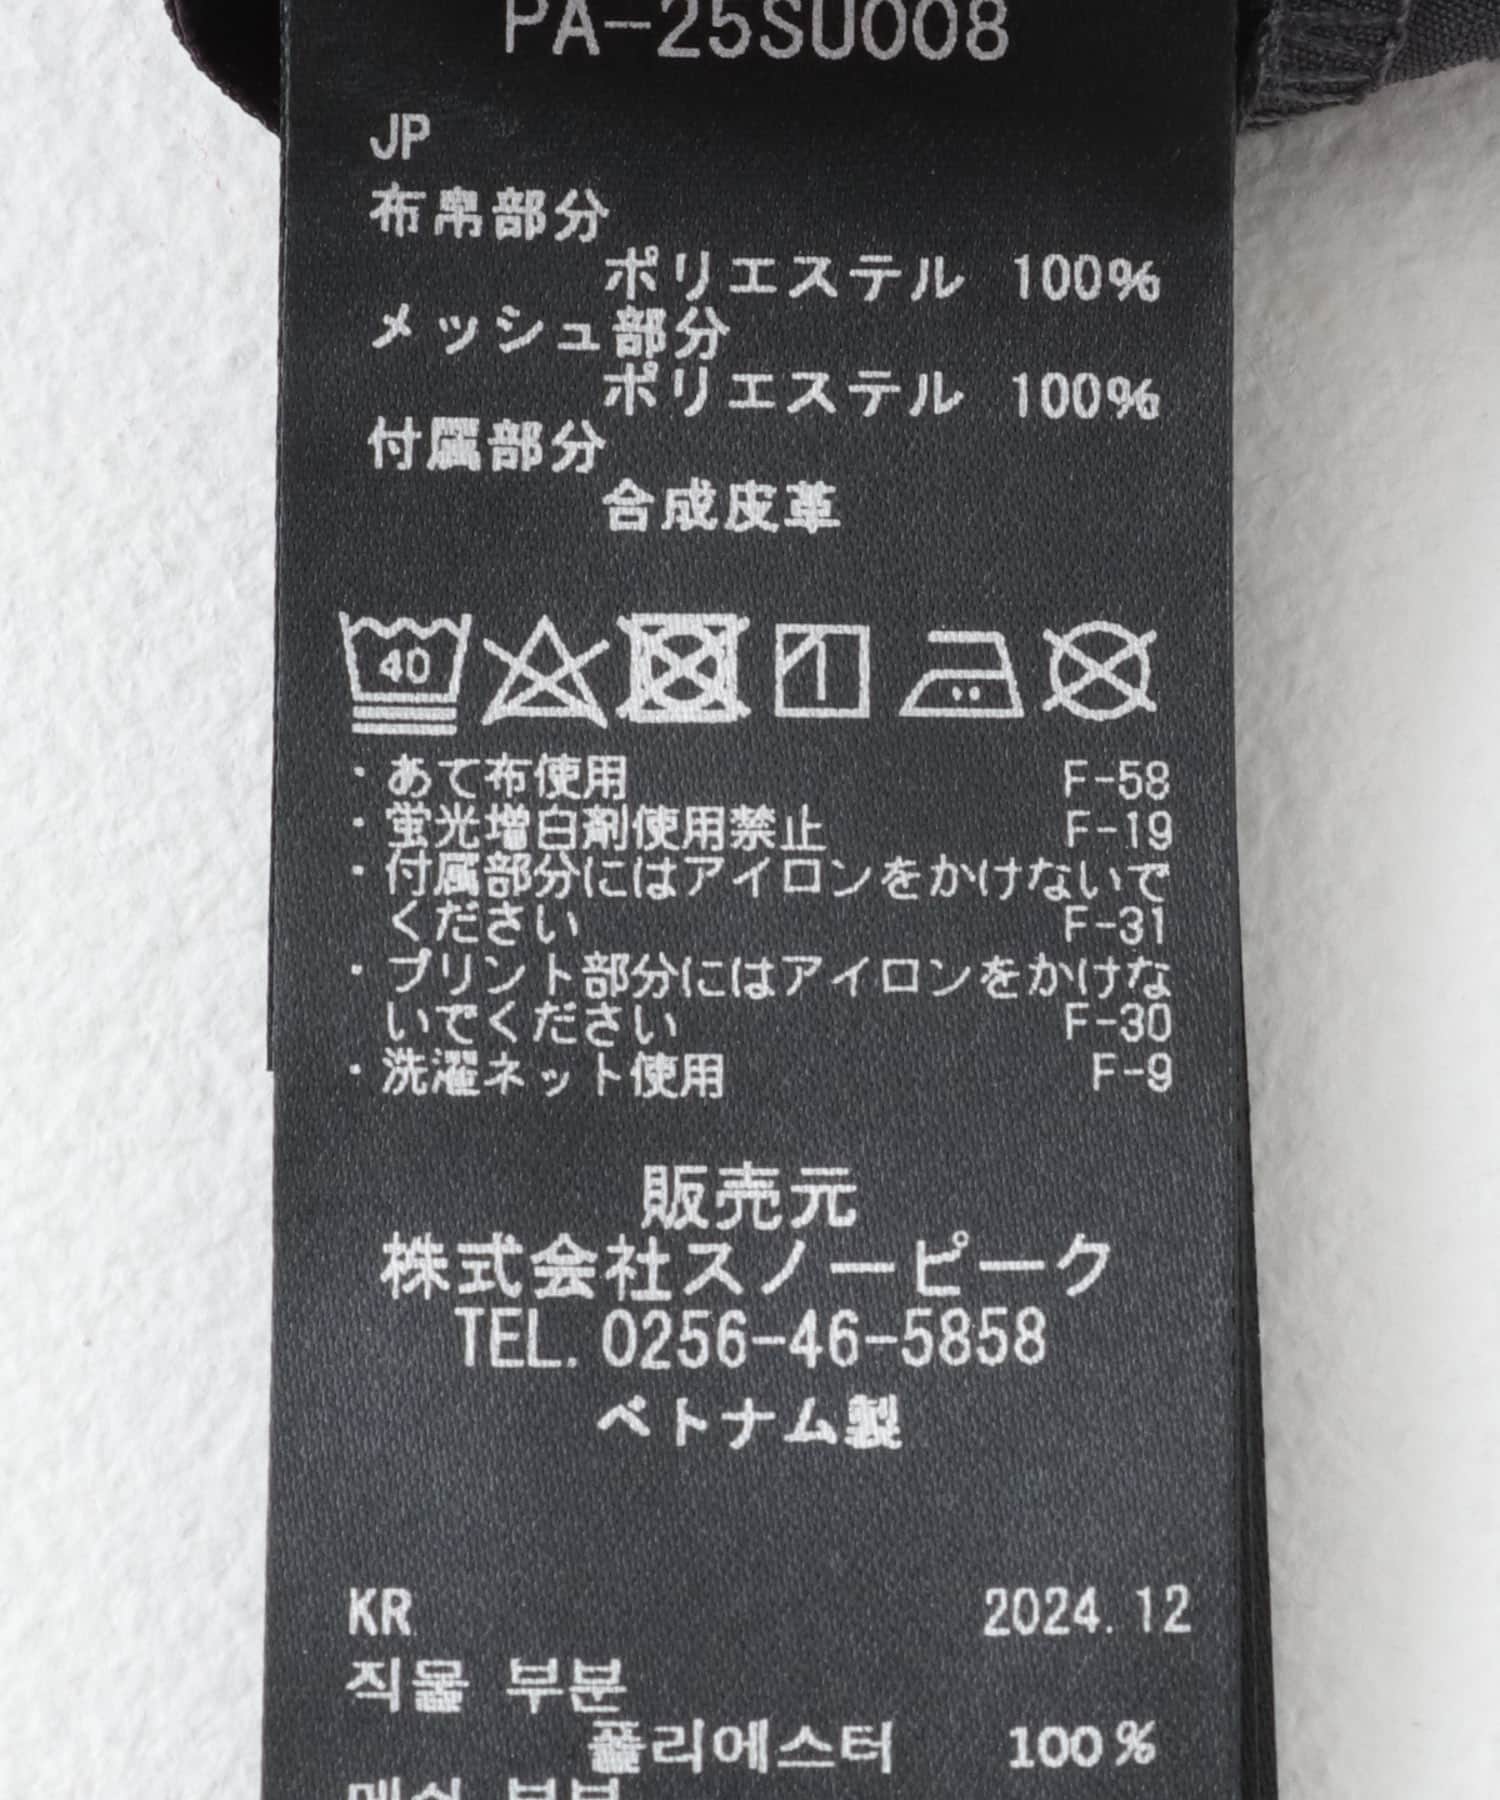 PA-25SU008
JP
布帛部分
ポリエステル 100%
メッシュ部分
ポリエステル 100%
付属部分
合成皮革
40
・あて布使用 F-58
・蛍光増白剤使用禁止 F-19
・付属部分にはアイロンをかけないで
ください F-31
・プリント部分にはアイロンをかけな
いでください F-30
・洗濯ネット使用 F-9
販売元
株式会社スノーピーク
TEL. 0256-46-5858
ベトナム製
KR 2024.12
직물 부분
폴리에스터 100%
메쉬 부분